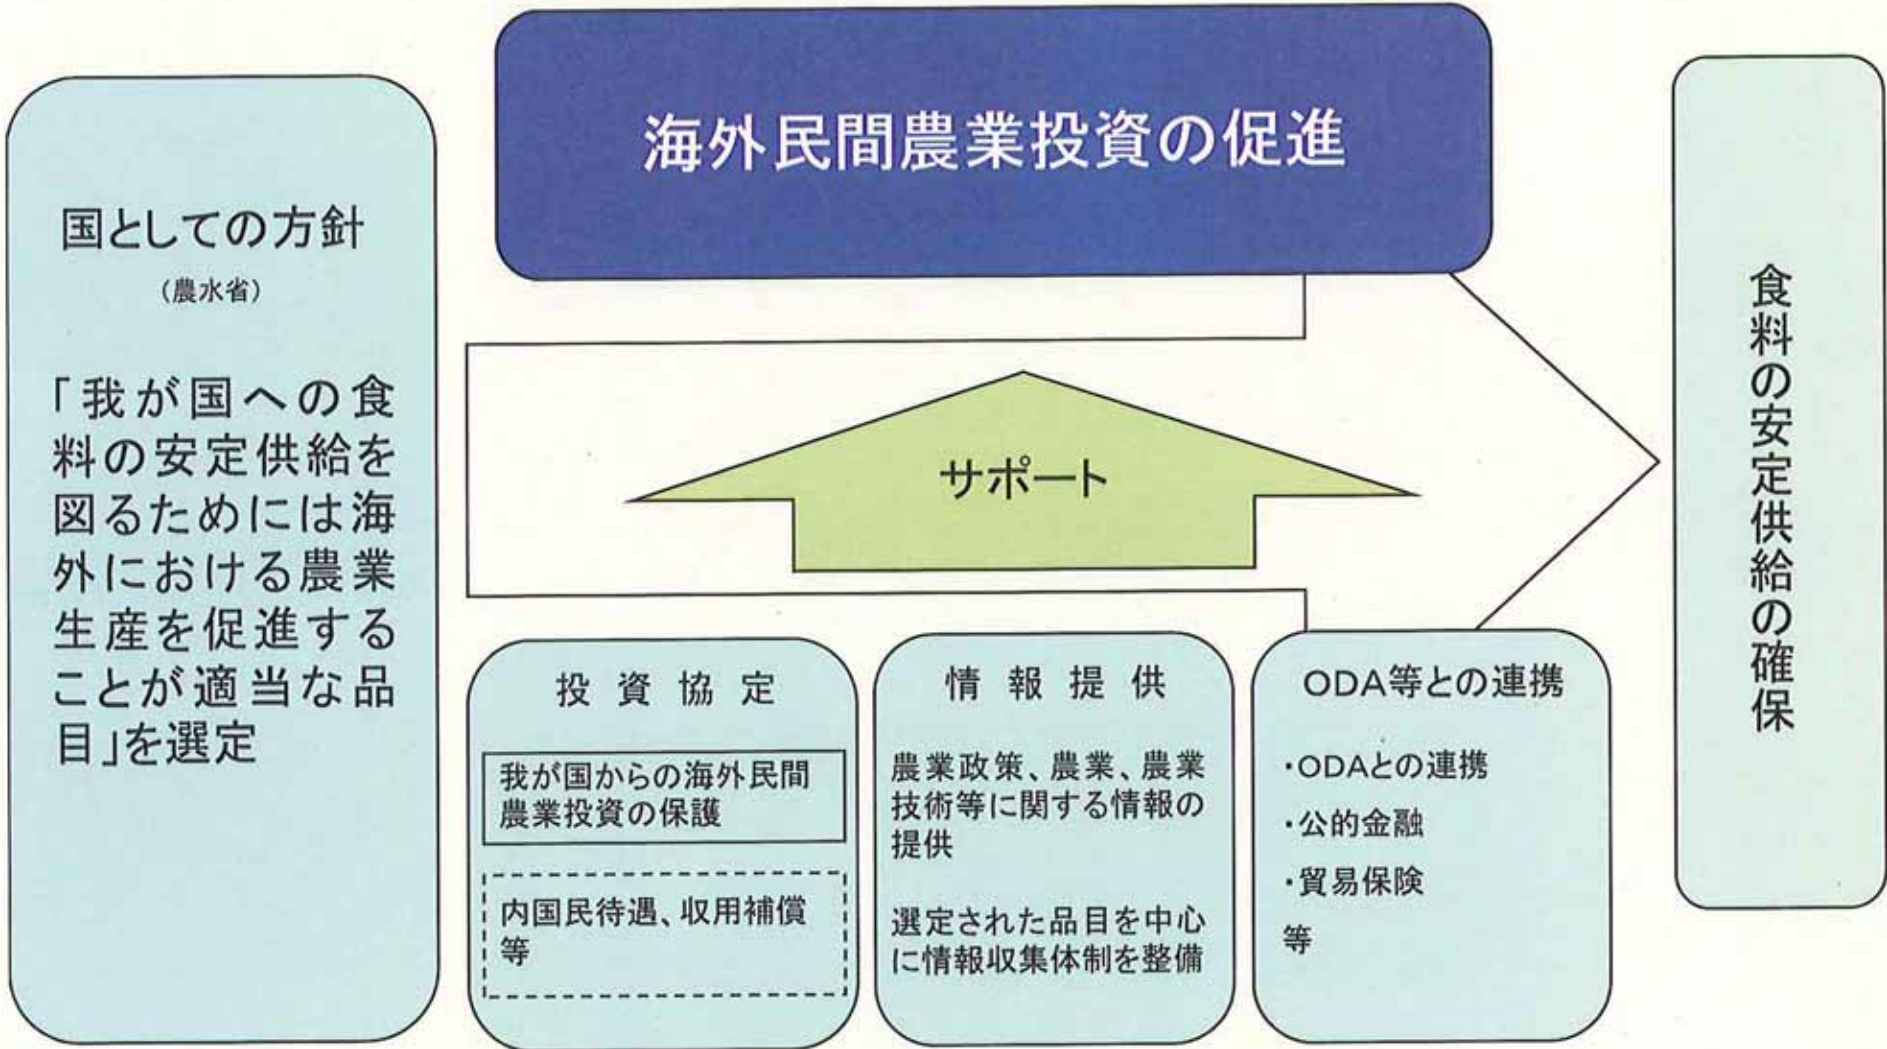 海外民間農業投資の促進
国としての方針
(農水省)
「我が国への食
料の安定供給を
図るためには海
外における農業
生産を促進する
ことが適当な品
目」を選定
サポート
投資協定
我が国からの海外民間
農業投資の保護
内国民待遇、収用補償
等
情報提供
農業政策、農業、農業
技術等に関する情報の
提供
選定された品目を中心
に情報収集体制を整備
ODA等との連携
・ODAとの連携
・公的金融
・貿易保険
等
食料の安定供給の確保